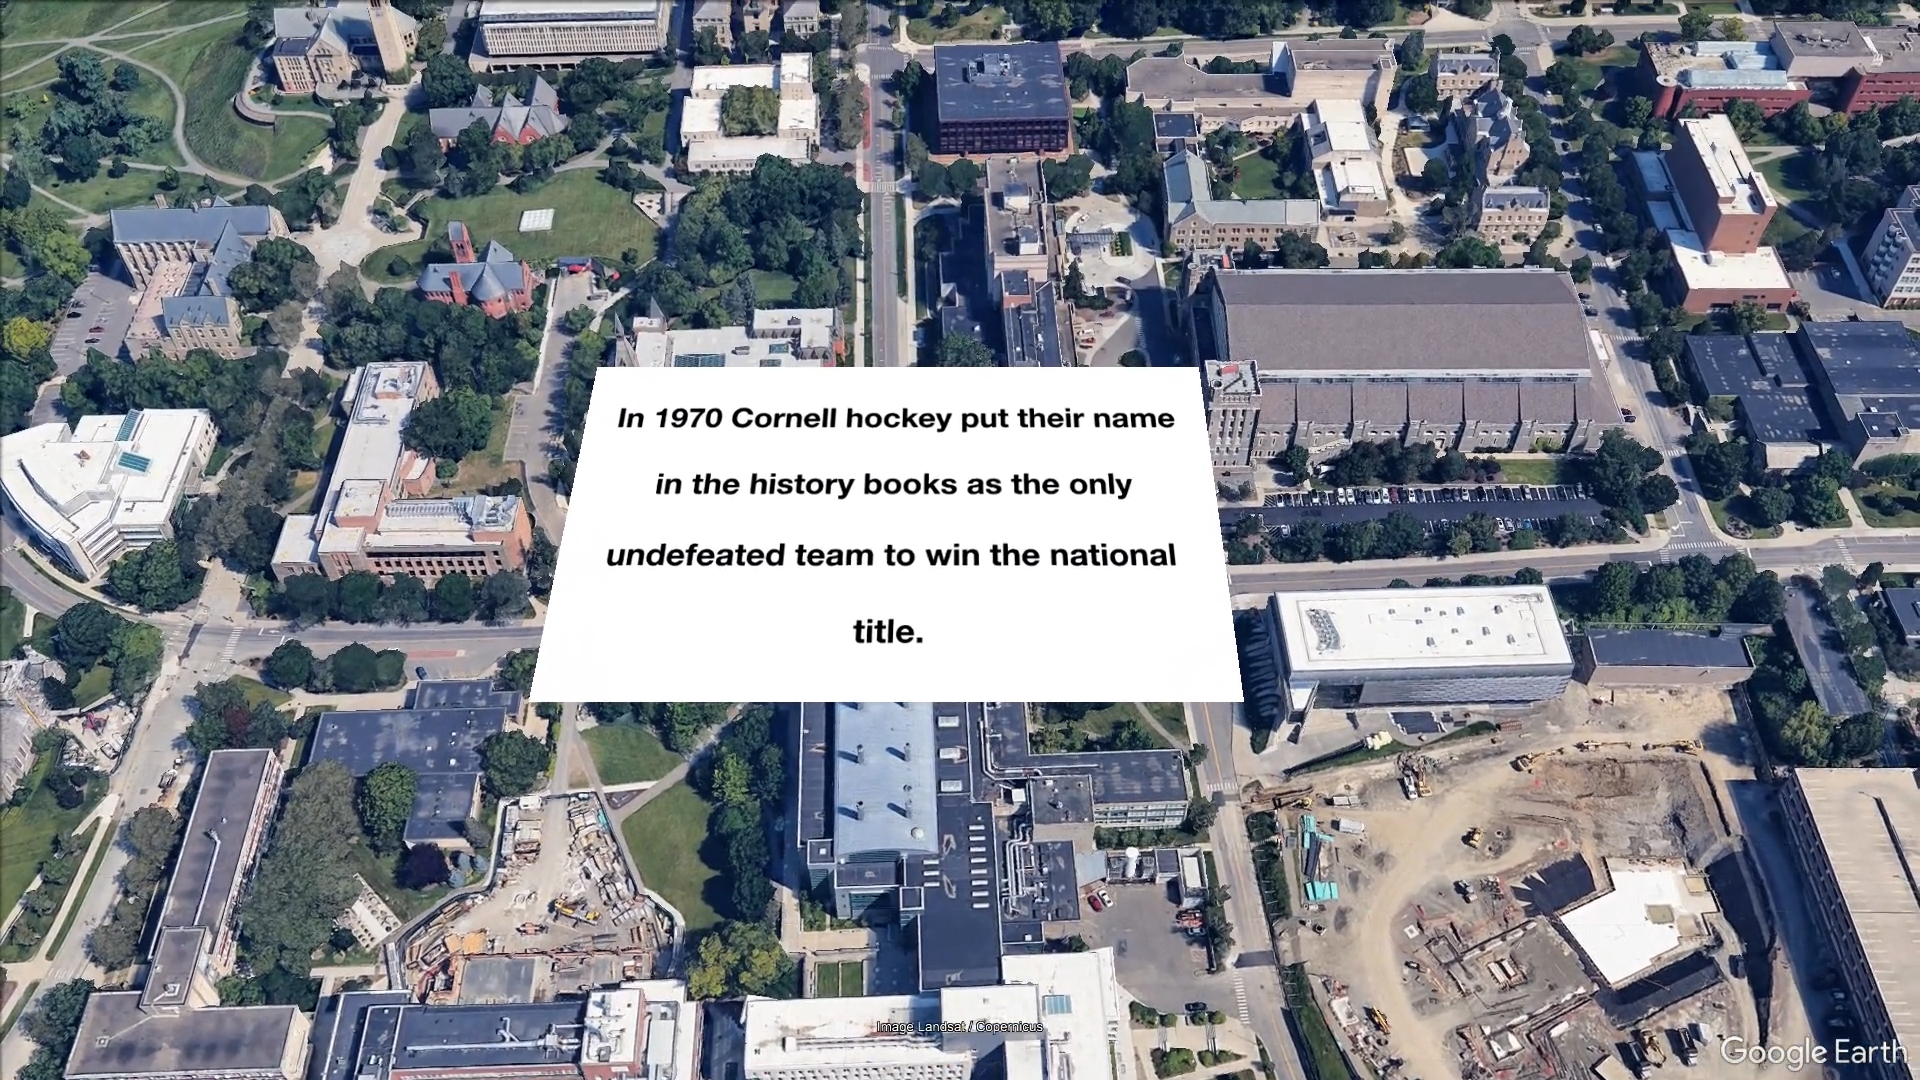 In 1970 Cornell hockey put their name
in the history books as the only
undefeated team to win the national
title.
Image Landsat / Copernicus
Google Earth